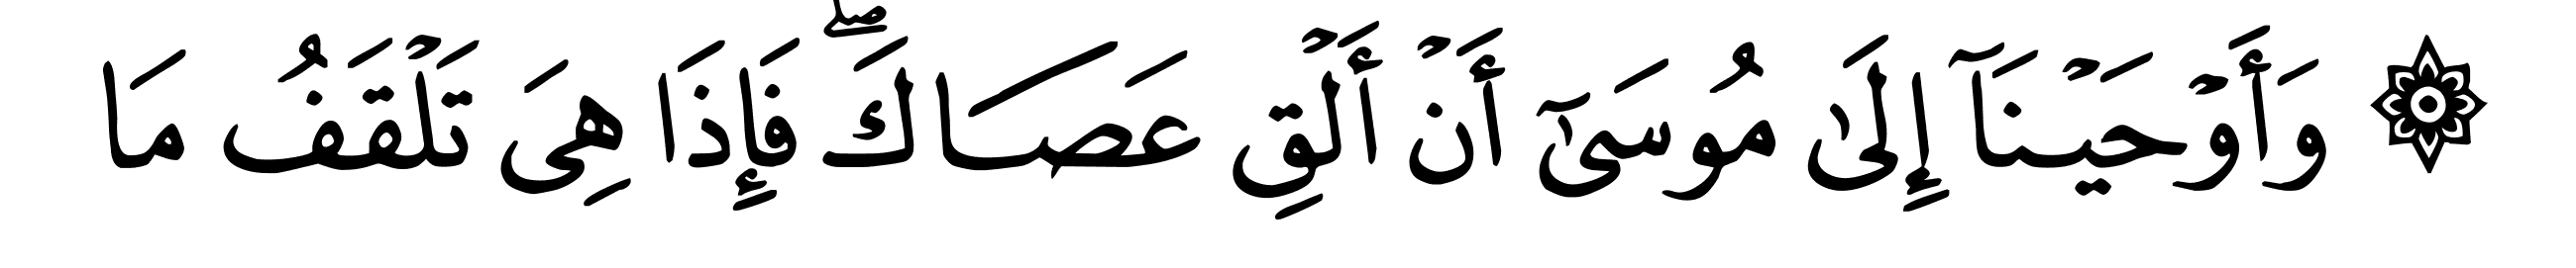 ۞ وَأَوْحَيْنَآ إِلَىٰ مُوسَىٰٓ أَنْ أَلْقِ عَصَاكَ ۖ فَإِذَا هِىَ تَلْقَفُ مَا